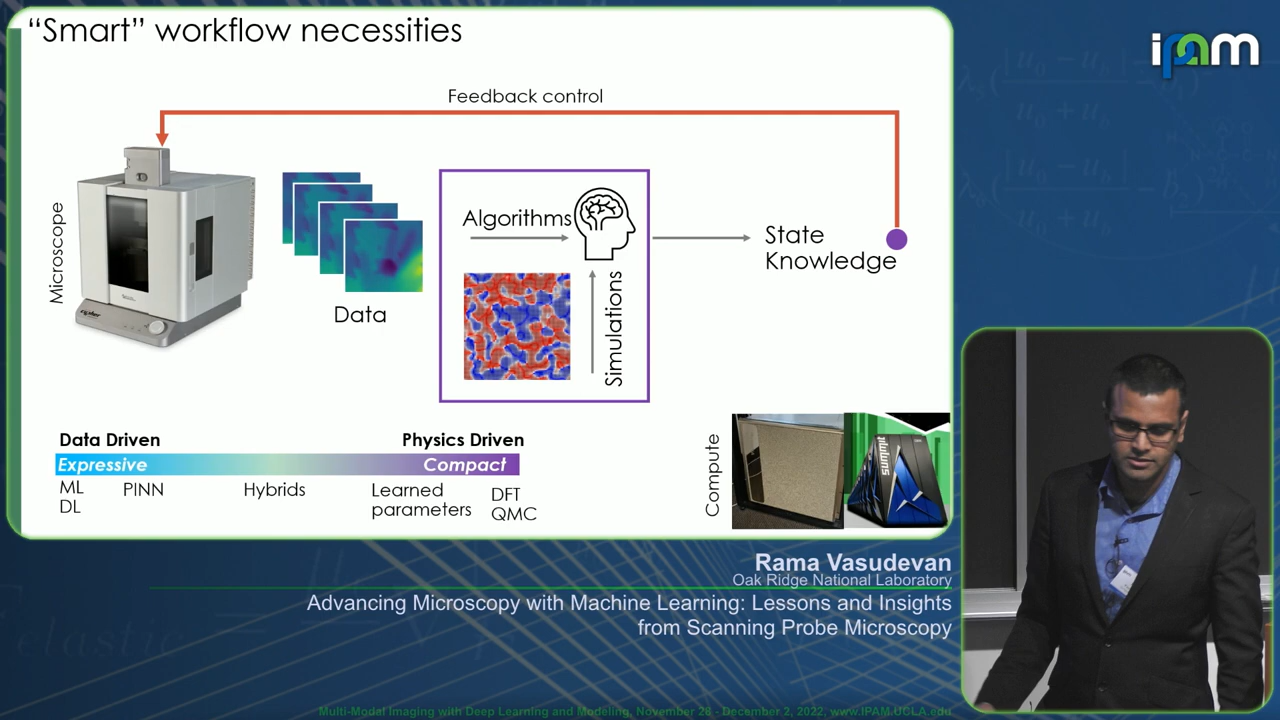 “Smart” workflow necessities
ipam
Feedback control
Microscope
Algorithms
State
Knowledge
Simulations
Data
Data Driven
Physics Driven
Expressive
Compact
ML
DL
PINN
Hybrids
Learned
parameters
DFT
QMC
Compute
SUMMIT
Rama Vasudevan
Oak Ridge National Laboratory
Advancing Microscopy with Machine Learning: Lessons and Insights
from Scanning Probe Microscopy
Multi-Modal Imaging with Deep Learning and Modeling, November 28 - December 2, 2022, www.IPAM.UCLA.edu